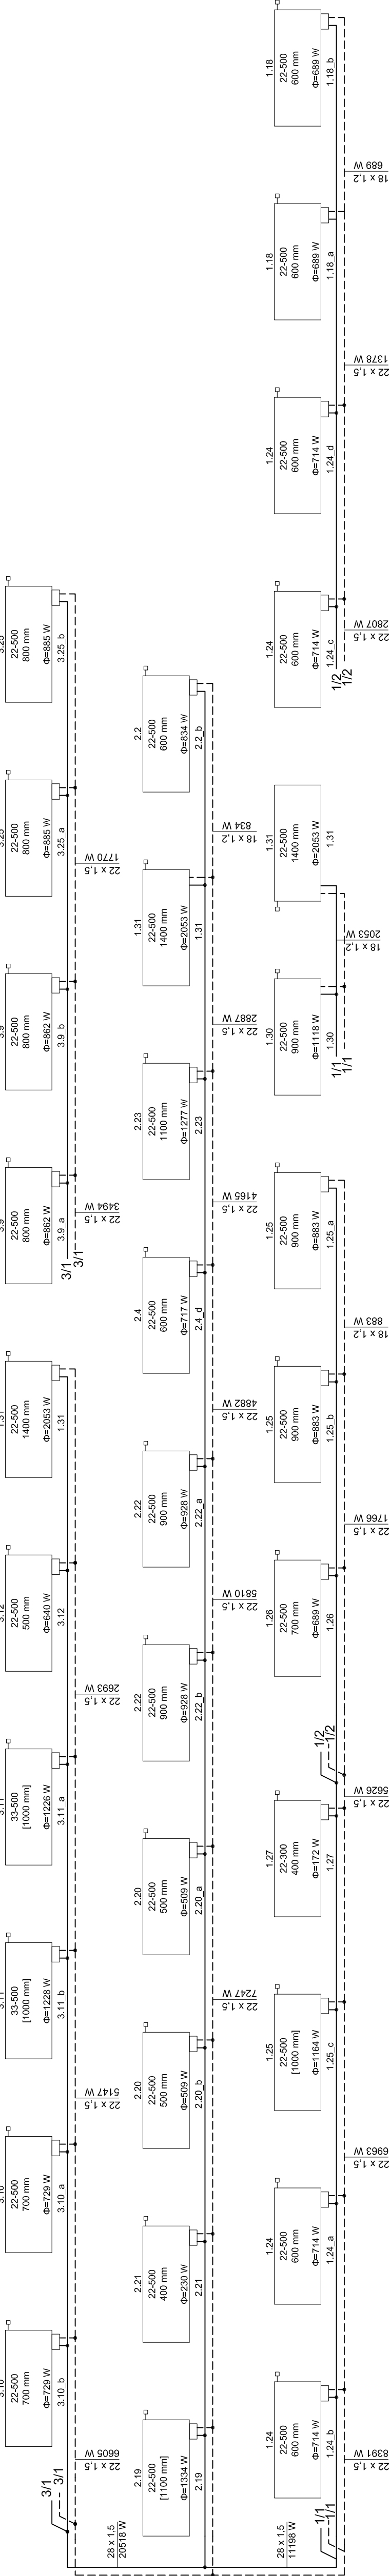 3.10
22-500
700 mm
Φ=729 W
3.10_b
3.10
22-500
700 mm
Φ=729 W
3.10_a
3.11
33-500
[1000 mm]
Φ=1228 W
3.11_b
3.11
33-500
[1000 mm]
Φ=1226 W
3.11_a
3.12
22-500
500 mm
Φ=640 W
3.12
1.31
22-500
1400 mm
Φ=2053 W
1.31
3.9
22-500
800 mm
Φ=862 W
3.9_a
3.9
22-500
800 mm
Φ=862 W
3.9_b
3.25
22-500
800 mm
Φ=885 W
3.25_a
3.25
22-500
800 mm
Φ=885 W
3.25_b
3/1
3/1
3/1
3/1
22 x 1,5
6605 W
22 x 1,5
5147 W
22 x 1,5
2693 W
22 x 1,5
3494 W
22 x 1,5
1770 W
28 x 1,5
20518 W
2.19
22-500
[1100 mm]
Φ=1334 W
2.19
2.21
22-500
400 mm
Φ=230 W
2.21
2.20
22-500
500 mm
Φ=509 W
2.20_b
2.20
22-500
500 mm
Φ=509 W
2.20_a
2.22
22-500
900 mm
Φ=928 W
2.22_b
2.22
22-500
900 mm
Φ=928 W
2.22_a
2.4
22-500
600 mm
Φ=717 W
2.4_d
2.23
22-500
1100 mm
Φ=1277 W
2.23
1.31
22-500
1400 mm
Φ=2053 W
1.31
2.2
22-500
600 mm
Φ=834 W
2.2_b
22 x 1,5
7247 W
22 x 1,5
5810 W
22 x 1,5
4882 W
22 x 1,5
4165 W
22 x 1,5
2887 W
18 x 1,2
834 W
28 x 1,5
11198 W
1/1
1/1
1.24
22-500
600 mm
Φ=714 W
1.24_b
1.24
22-500
600 mm
Φ=714 W
1.24_a
1.25
22-500
[1000 mm]
Φ=1164 W
1.25_c
1.27
22-300
400 mm
Φ=172 W
1.27
1/2
1/2
1.26
22-500
700 mm
Φ=689 W
1.26
1.25
22-500
900 mm
Φ=883 W
1.25_b
1.25
22-500
900 mm
Φ=883 W
1.25_a
1/1
1/1
1.30
22-500
900 mm
Φ=1118 W
1.30
1.31
22-500
1400 mm
Φ=2053 W
1.31
1/2
1/2
1.24
22-500
600 mm
Φ=714 W
1.24_c
1.24
22-500
600 mm
Φ=714 W
1.24_d
1.18
22-500
600 mm
Φ=689 W
1.18_a
1.18
22-500
600 mm
Φ=689 W
1.18_b
22 x 1,5
8391 W
22 x 1,5
6963 W
22 x 1,5
5626 W
22 x 1,5
1766 W
18 x 1,2
883 W
18 x 1,2
2053 W
22 x 1,5
2807 W
22 x 1,5
1378 W
18 x 1,2
689 W